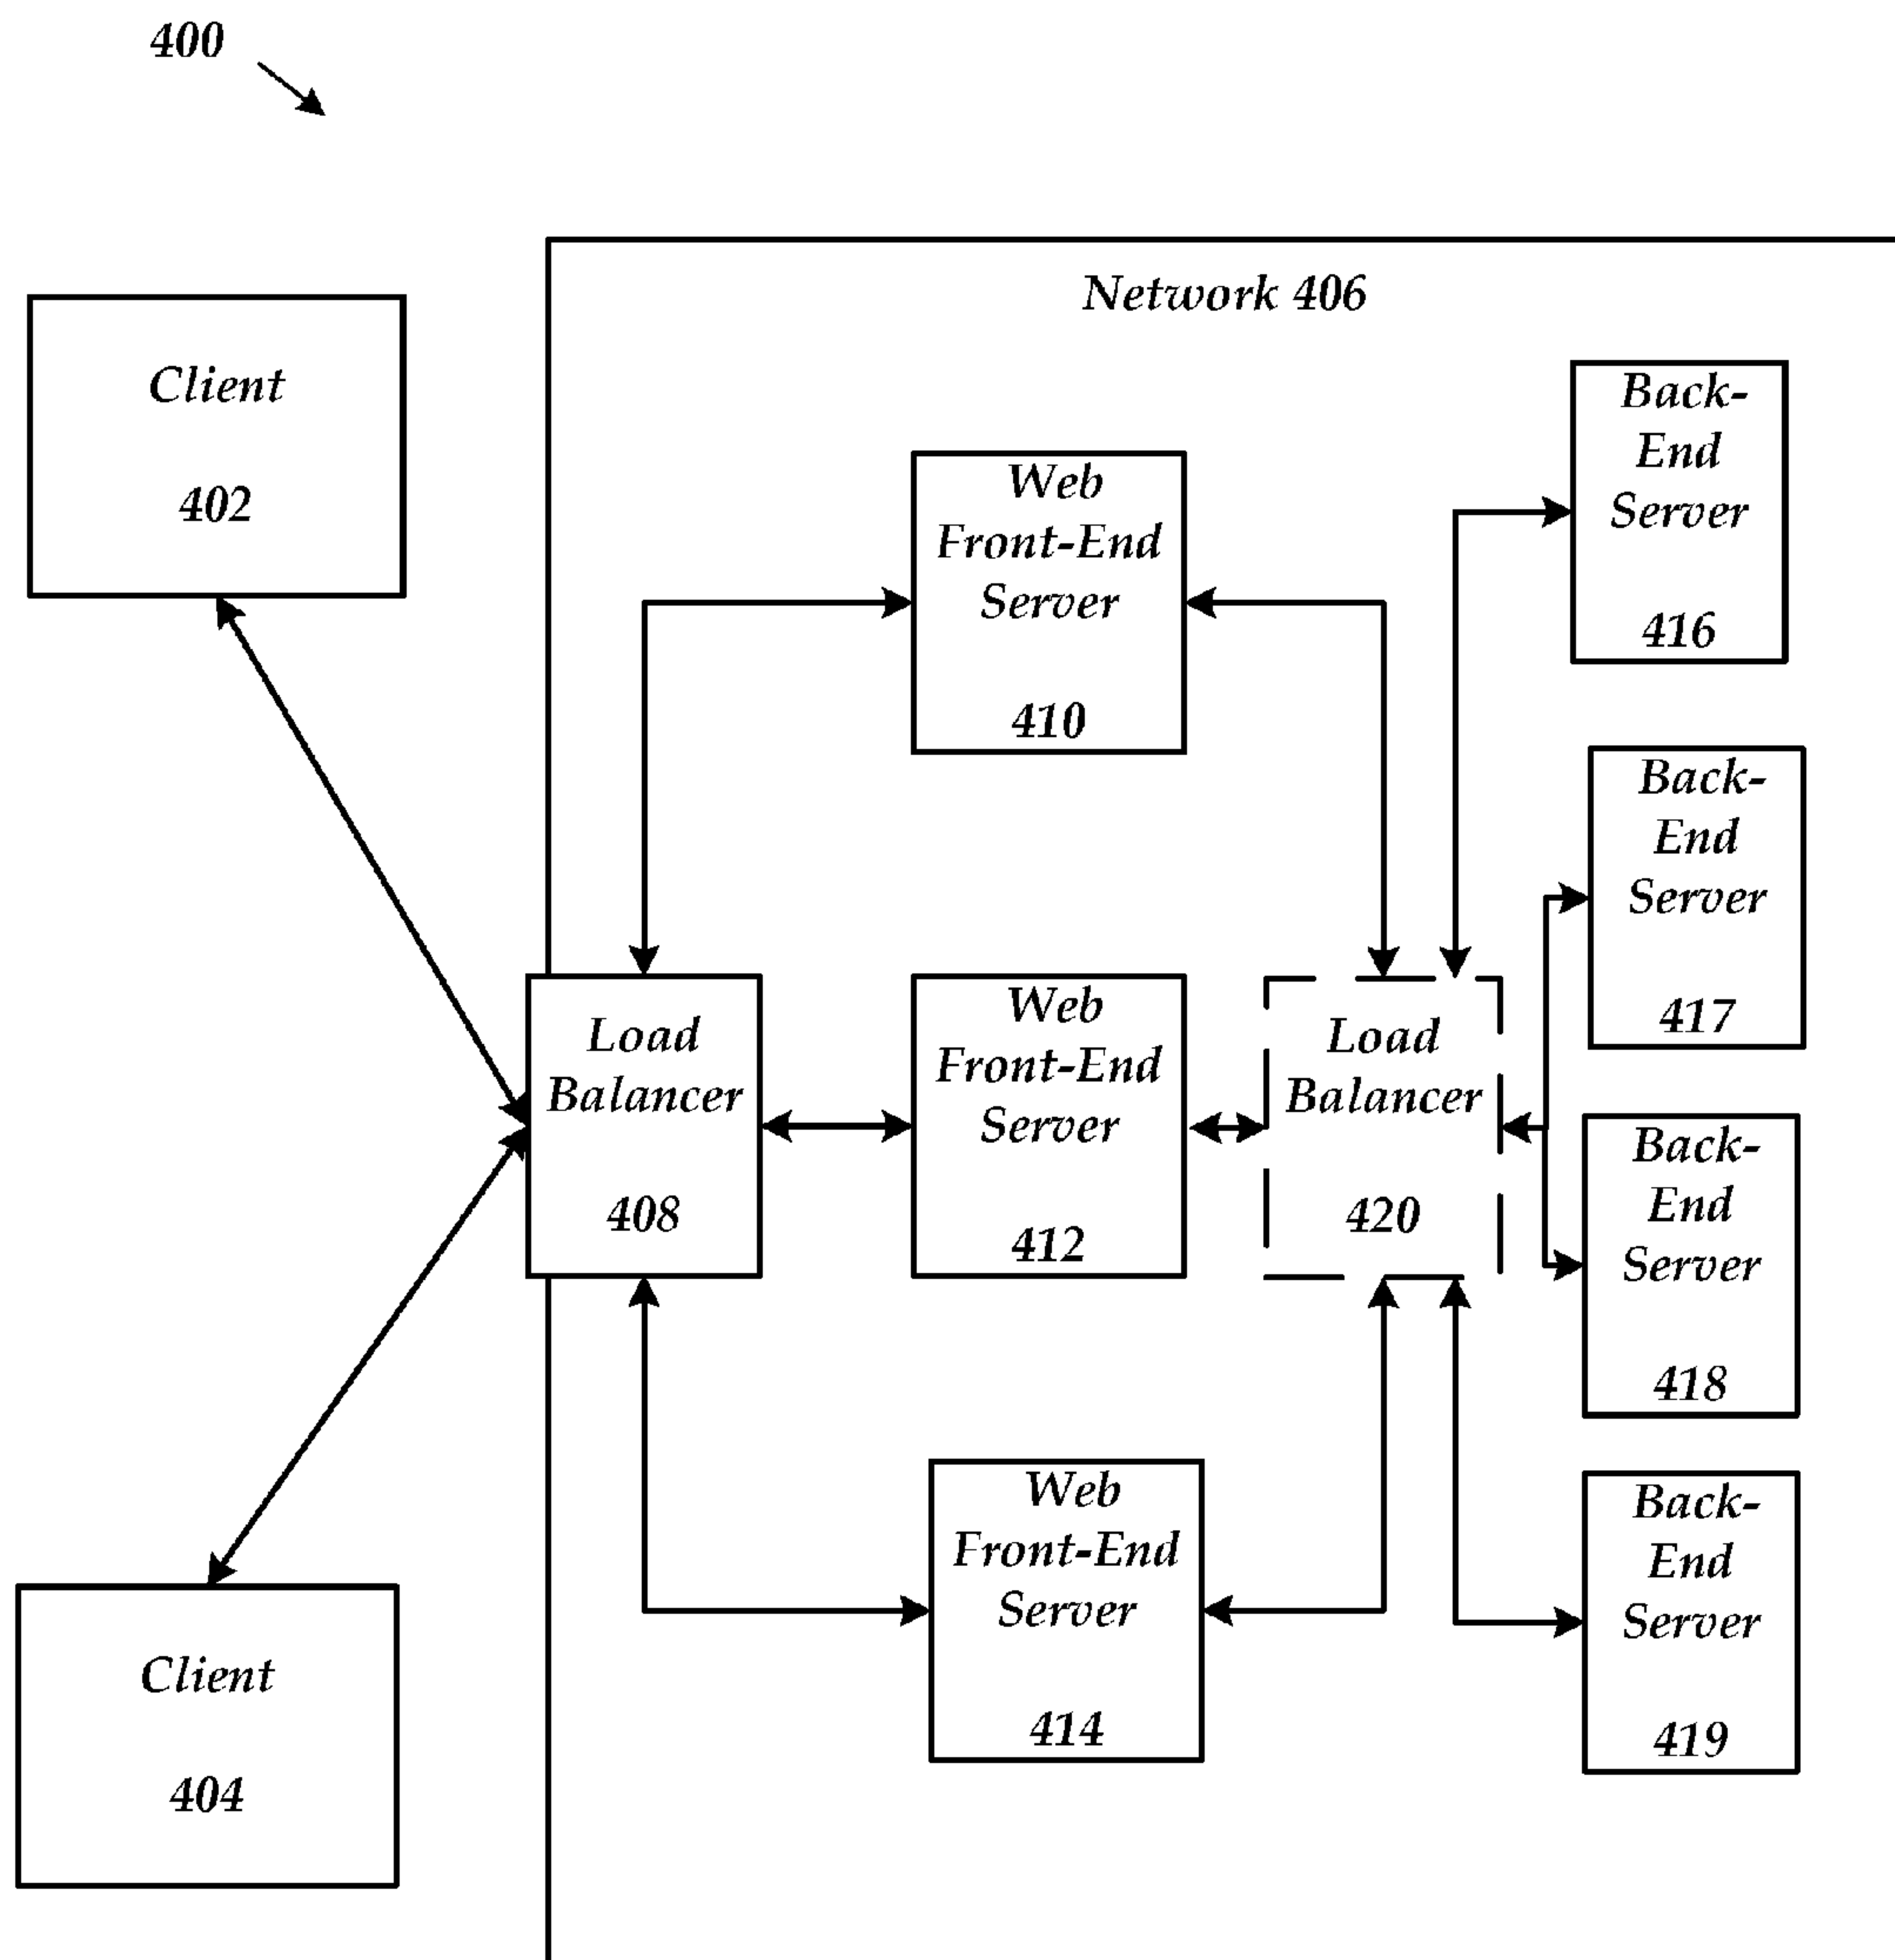 400
Network 406
Client
402
Web
Front-End
Server
410
Back-
End
Server
416
Back-
End
Server
417
Load
Balancer
408
Web
Front-End
Server
412
Load
Balancer
420
Back-
End
Server
418
Client
404
Web
Front-End
Server
414
Back-
End
Server
419